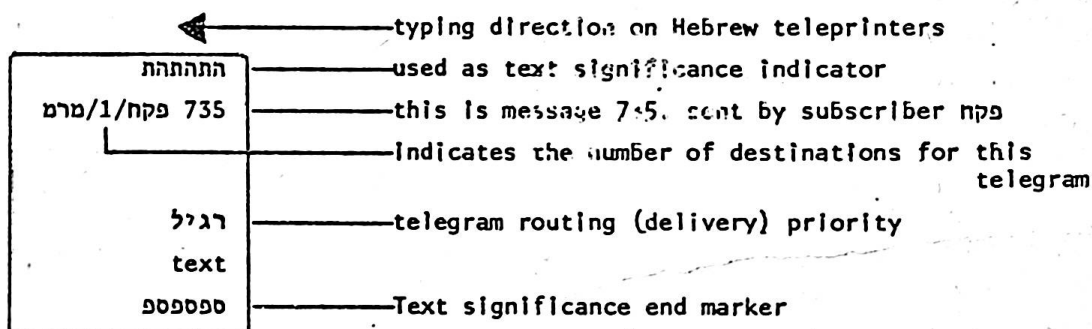 typing direction on Hebrew teleprinters
התהתהת used as text significance indicator
735 פקח/1/מרמ this is message 735. sent by subscriber פקח
indicates the number of destinations for this
telegram
רגיל telegram routing (delivery) priority
text
ספספספ Text significance end marker